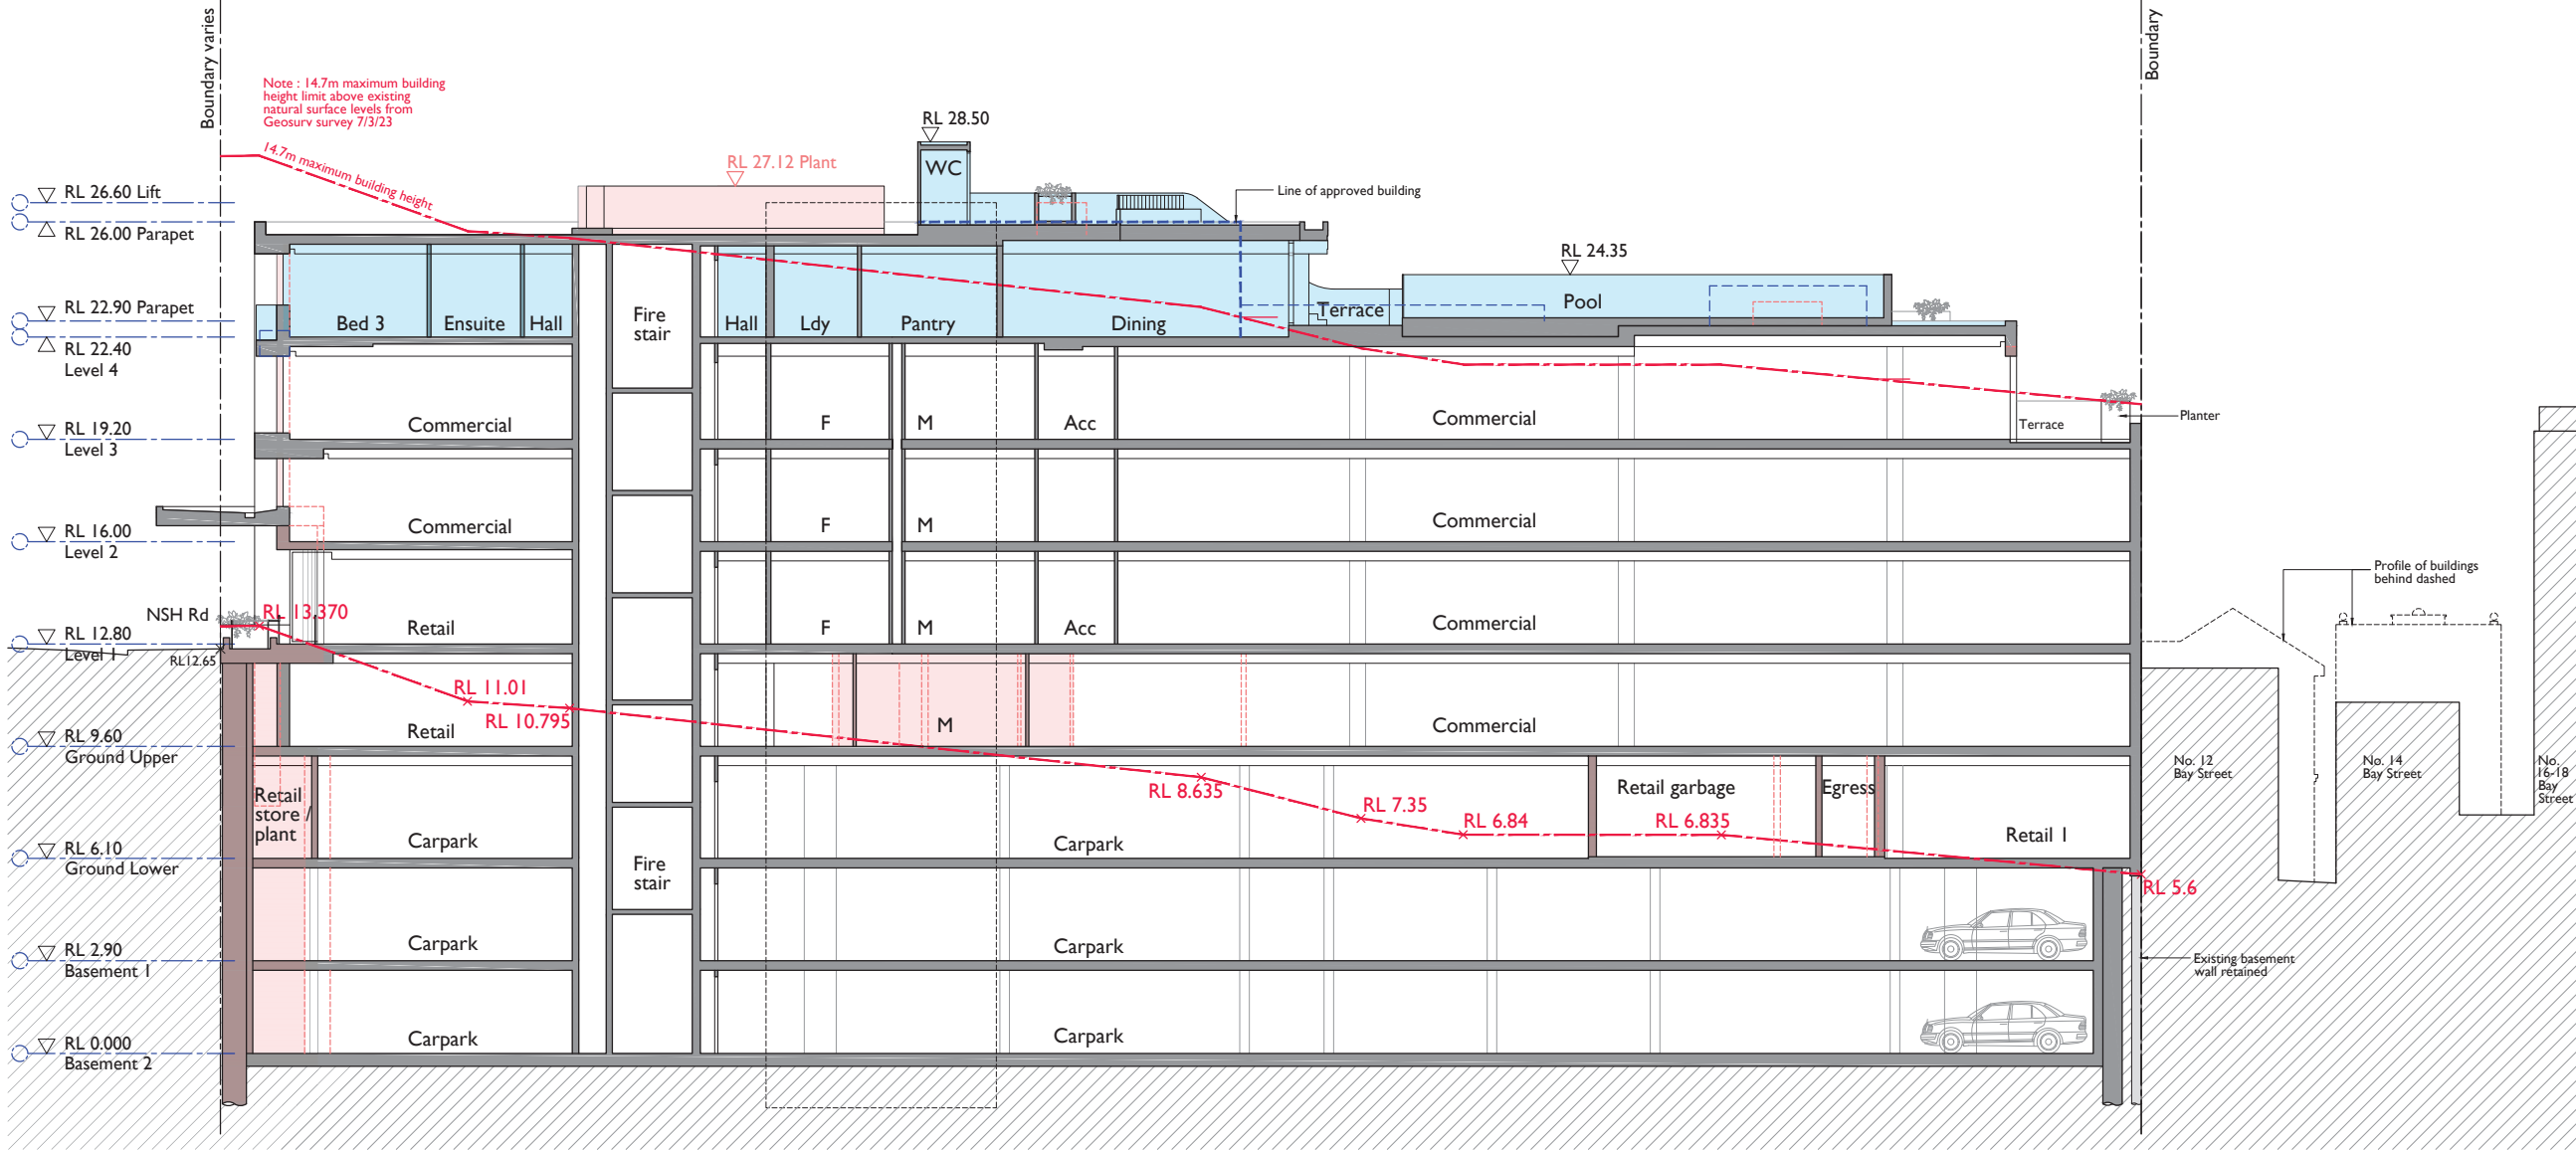 Boundary varies
Boundary
Note : 14.7m maximum building
height limit above existing
natural surface levels from
Geosurv survey 7/3/23
14.7m maximum building height
RL 28.50
WC
RL 27.12 Plant
Line of approved building
RL 26.60 Lift
RL 26.00 Parapet
RL 24.35
Pool
Terrace
RL 22.90 Parapet
RL 22.40
Level 4
Bed 3
Ensuite
Hall
Fire
stair
Hall
Ldy
Pantry
Dining
RL 19.20
Level 3
Commercial
F
M
Acc
Commercial
Terrace
Planter
RL 16.00
Level 2
Commercial
F
M
Commercial
Profile of buildings
behind dashed
NSH Rd
RL 13.370
RL 12.80
Level 1
RL12.65
Retail
F
M
Acc
Commercial
RL 11.01
RL 10.795
RL 9.60
Ground Upper
Retail
M
Commercial
No. 12
Bay Street
No. 14
Bay Street
No.
16-18
Bay
Street
Retail
store /
plant
RL 8.635
RL 7.35
RL 6.84
RL 6.835
Retail garbage
Egress
Retail 1
RL 6.10
Ground Lower
Carpark
Carpark
Fire
stair
RL 5.6
RL 2.90
Basement 1
Carpark
Carpark
Existing basement
wall retained
RL 0.000
Basement 2
Carpark
Carpark
?